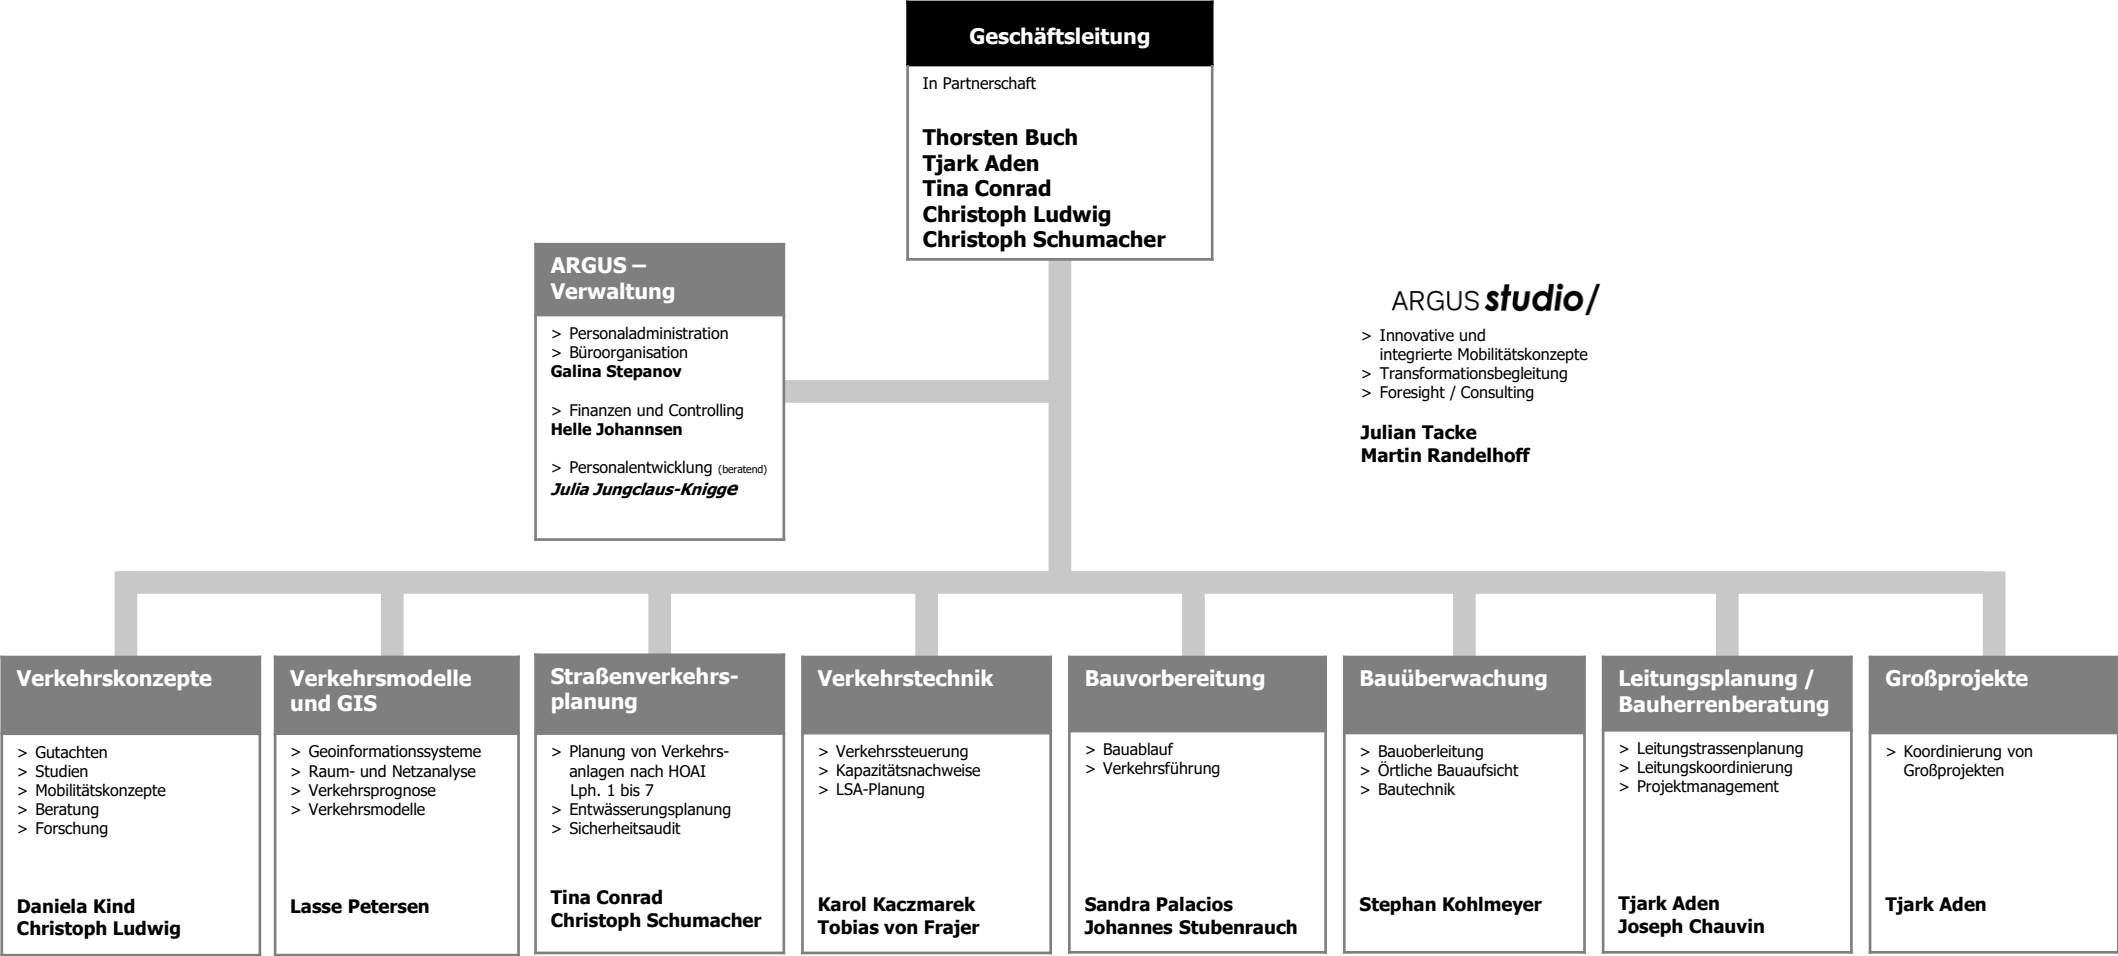 Geschäftsleitung
In Partnerschaft
Thorsten Buch
Tjark Aden
Tina Conrad
Christoph Ludwig
Christoph Schumacher
ARGUS –
Verwaltung
> Personaladministration
> Büroorganisation
Galina Stepanov
> Finanzen und Controlling
Helle Johannsen
> Personalentwicklung (beratend)
Julia Jungclaus-Knigge
ARGUS studio/
> Innovative und
integrierte Mobilitätskonzepte
> Transformationsbegleitung
> Foresight / Consulting
Julian Tacke
Martin Randelhoff
Verkehrskonzepte
> Gutachten
> Studien
> Mobilitätskonzepte
> Beratung
> Forschung
Daniela Kind
Christoph Ludwig
Verkehrsmodelle
und GIS
> Geoinformationssysteme
> Raum- und Netzanalyse
> Verkehrsprognose
> Verkehrsmodelle
Lasse Petersen
Straßenverkehrs-
planung
> Planung von Verkehrs-
anlagen nach HOAI
Lph. 1 bis 7
> Entwässerungsplanung
> Sicherheitsaudit
Tina Conrad
Christoph Schumacher
Verkehrstechnik
> Verkehrssteuerung
> Kapazitätsnachweise
> LSA-Planung
Karol Kaczmarek
Tobias von Frajer
Bauvorbereitung
> Bauablauf
> Verkehrsführung
Sandra Palacios
Johannes Stubenrauch
Bauüberwachung
> Bauoberleitung
> Örtliche Bauaufsicht
> Bautechnik
Stephan Kohlmeyer
Leitungsplanung /
Bauherrenberatung
> Leitungstrassenplanung
> Leitungskoordinierung
> Projektmanagement
Tjark Aden
Joseph Chauvin
Großprojekte
> Koordinierung von
Großprojekten
Tjark Aden